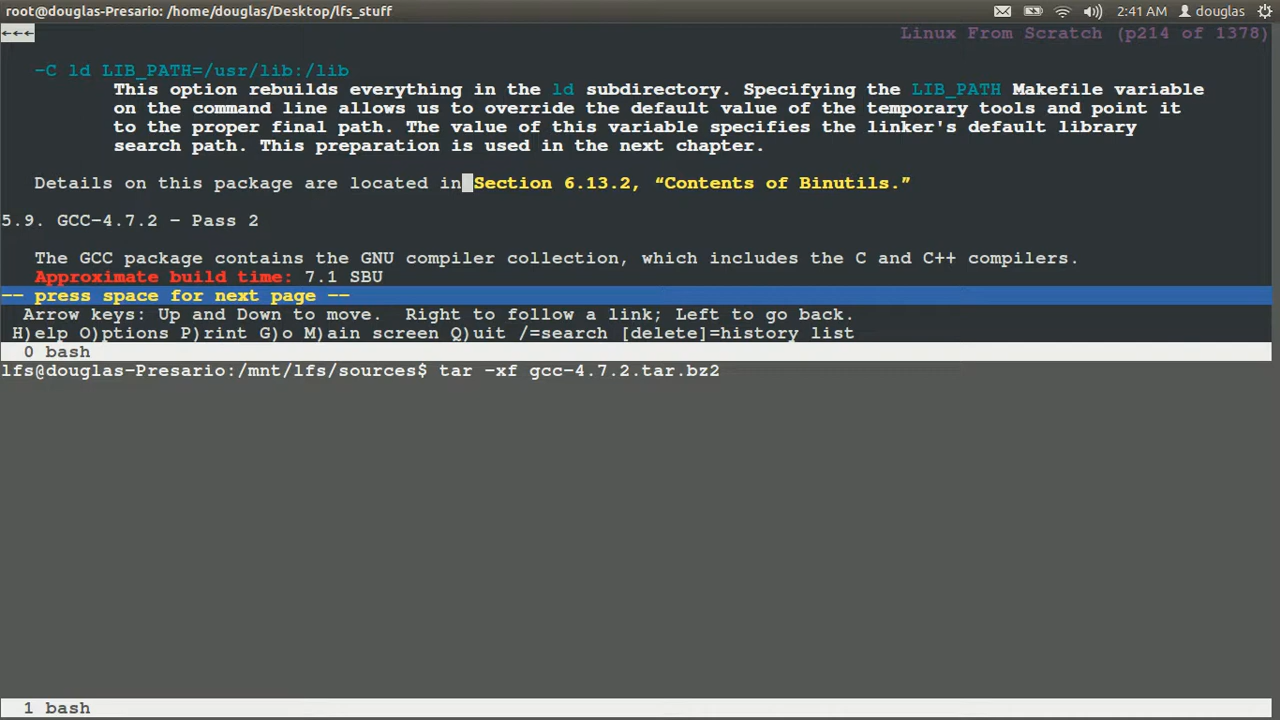 root@douglas-Presario: /home/douglas/Desktop/lfs_stuff 2:41 AM douglas
←←← Linux From Scratch (p214 of 1378)
-C ld LIB_PATH=/usr/lib:/lib
This option rebuilds everything in the ld subdirectory. Specifying the LIB_PATH Makefile variable
on the command line allows us to override the default value of the temporary tools and point it
to the proper final path. The value of this variable specifies the linker's default library
search path. This preparation is used in the next chapter.
Details on this package are located in Section 6.13.2, “Contents of Binutils.”
5.9. GCC-4.7.2 - Pass 2
The GCC package contains the GNU compiler collection, which includes the C and C++ compilers.
Approximate build time: 7.1 SBU
-- press space for next page --
Arrow keys: Up and Down to move. Right to follow a link; Left to go back.
H)elp O)ptions P)rint G)o M)ain screen Q)uit /=search [delete]=history list
0 bash
lfs@douglas-Presario:/mnt/lfs/sources$ tar -xf gcc-4.7.2.tar.bz2
1 bash